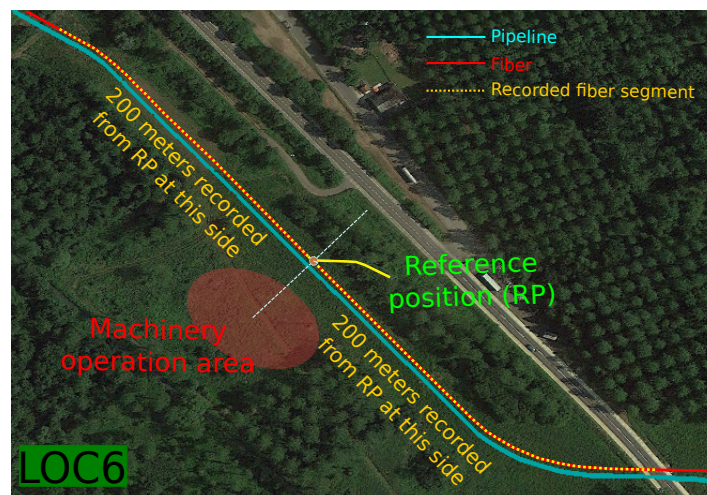 Pipeline
Fiber
Recorded fiber segment
200 meters recorded
from RP at this side
Reference
position (RP)
Machinery
operation area
200 meters recorded
from RP at this side
LOC6